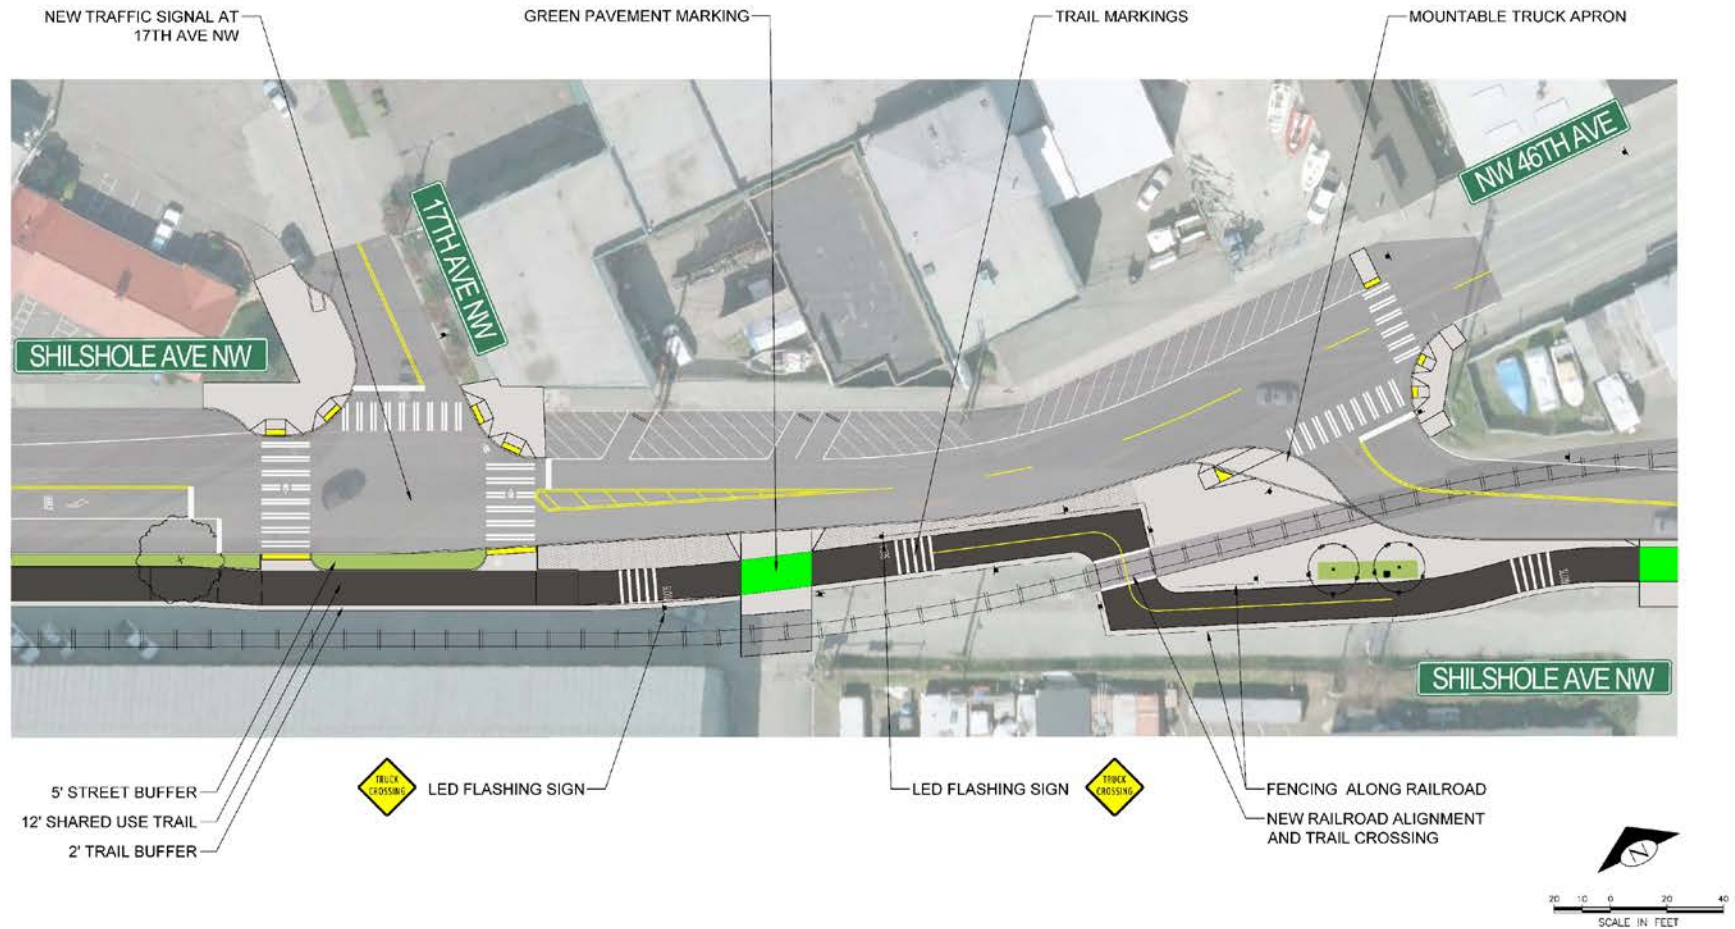 NEW TRAFFIC SIGNAL AT
17TH AVE NW
GREEN PAVEMENT MARKING
TRAIL MARKINGS
MOUNTABLE TRUCK APRON
NW 46TH AVE
17TH AVE NW
SHILSHOLE AVE NW
SHILSHOLE AVE NW
5' STREET BUFFER
12' SHARED USE TRAIL
2' TRAIL BUFFER
TRUCK
CROSSING
LED FLASHING SIGN
LED FLASHING SIGN
TRUCK
CROSSING
FENCING ALONG RAILROAD
NEW RAILROAD ALIGNMENT
AND TRAIL CROSSING
N
20 10 0 20 40
SCALE IN FEET